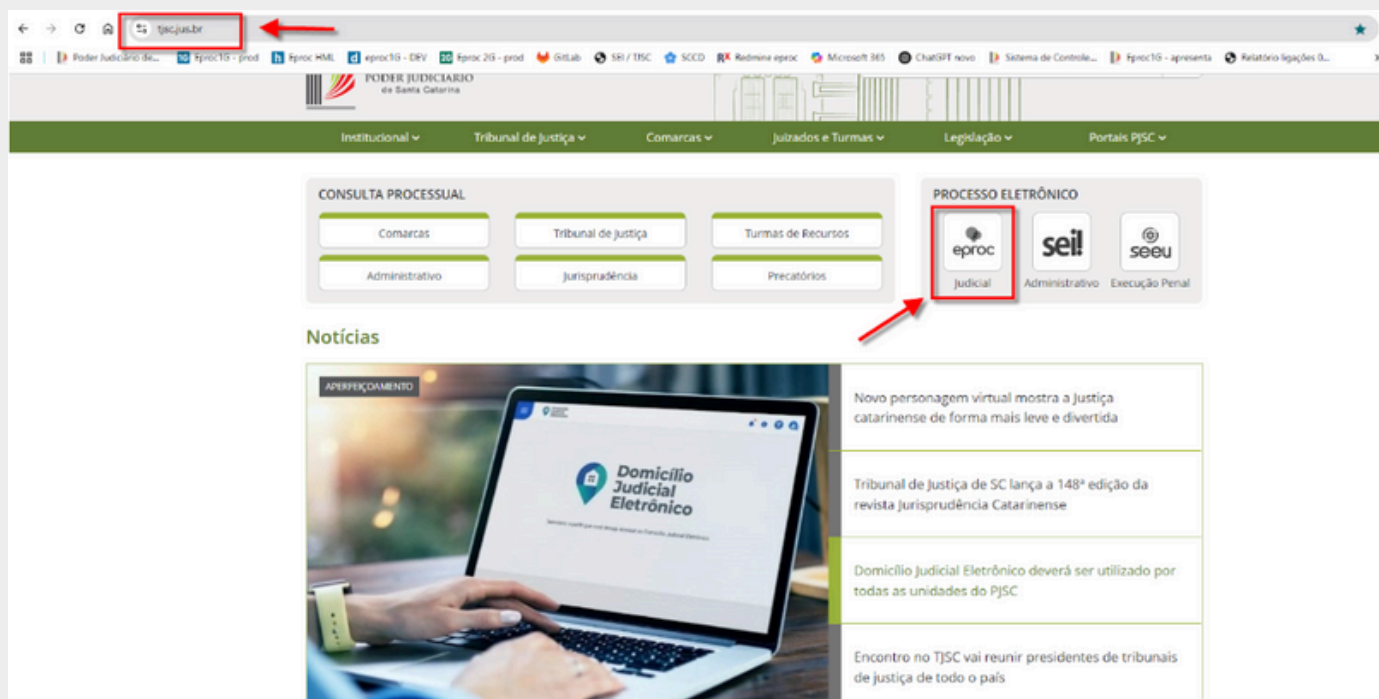 tjsc.jus.br
Poder Judiciário de... Eproc1G - prod Eproc HML eproc1G - DEV Eproc 2G - prod GitLab SEI / TJSC SCCD Redmine eproc Microsoft 365 ChatGPT novo Sistema de Controle... Eproc1G - apresenta Relatório ligações 0...
PODER JUDICIÁRIO
de Santa Catarina
Institucional Tribunal de Justiça Comarcas Juizados e Turmas Legislação Portais PJSC
CONSULTA PROCESSUAL
Comarcas Tribunal de Justiça Turmas de Recursos
Administrativo Jurisprudência Precatórios
PROCESSO ELETRÔNICO
eproc sei! seeu
Judicial Administrativo Execução Penal
Notícias
APERFEIÇOAMENTO
Domicílio
Judicial
Eletrônico
Novo personagem virtual mostra a Justiça
catarinense de forma mais leve e divertida
Tribunal de Justiça de SC lança a 148ª edição da
revista Jurisprudência Catarinense
Domicílio Judicial Eletrônico deverá ser utilizado por
todas as unidades do PJSC
Encontro no TJSC vai reunir presidentes de tribunais
de justiça de todo o país